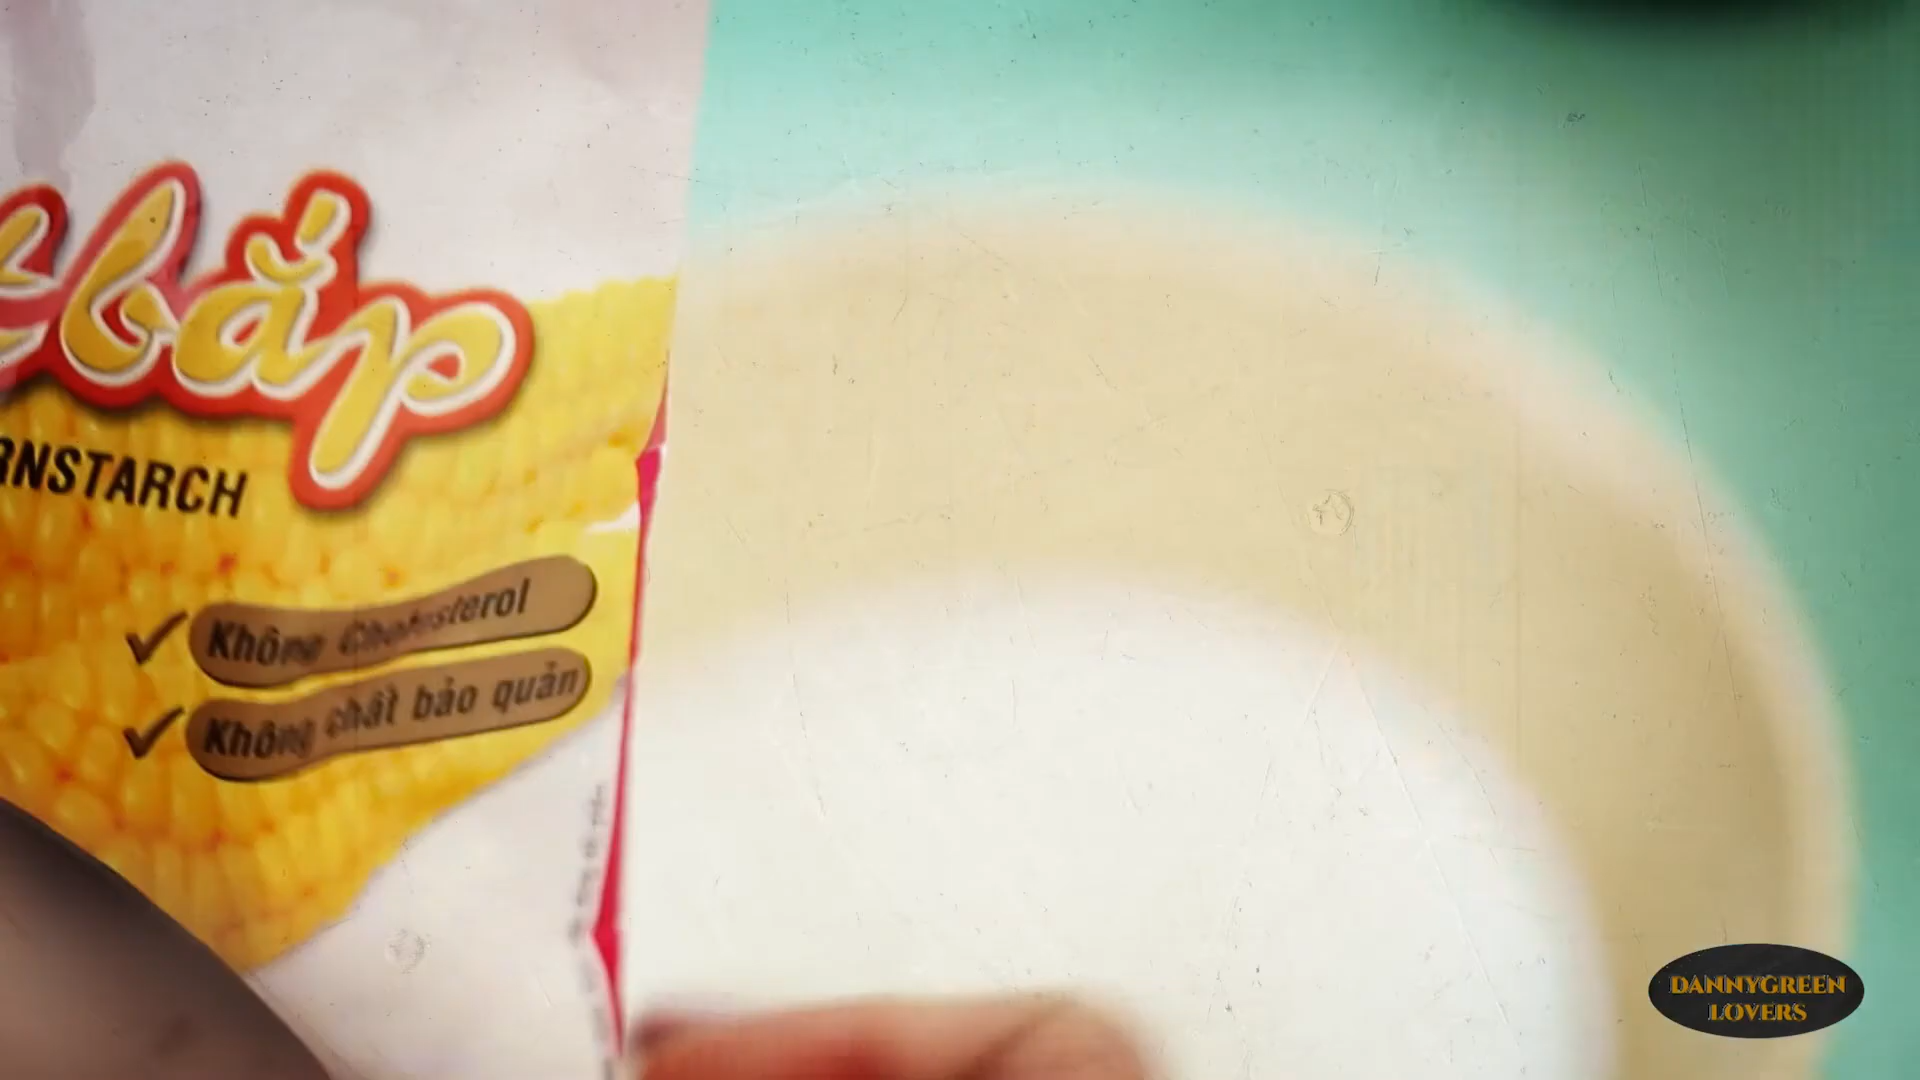 t bắp
RNSTARCH
Không Cholesterol
Không chất bảo quản
DANNYGREEN
LOVERS